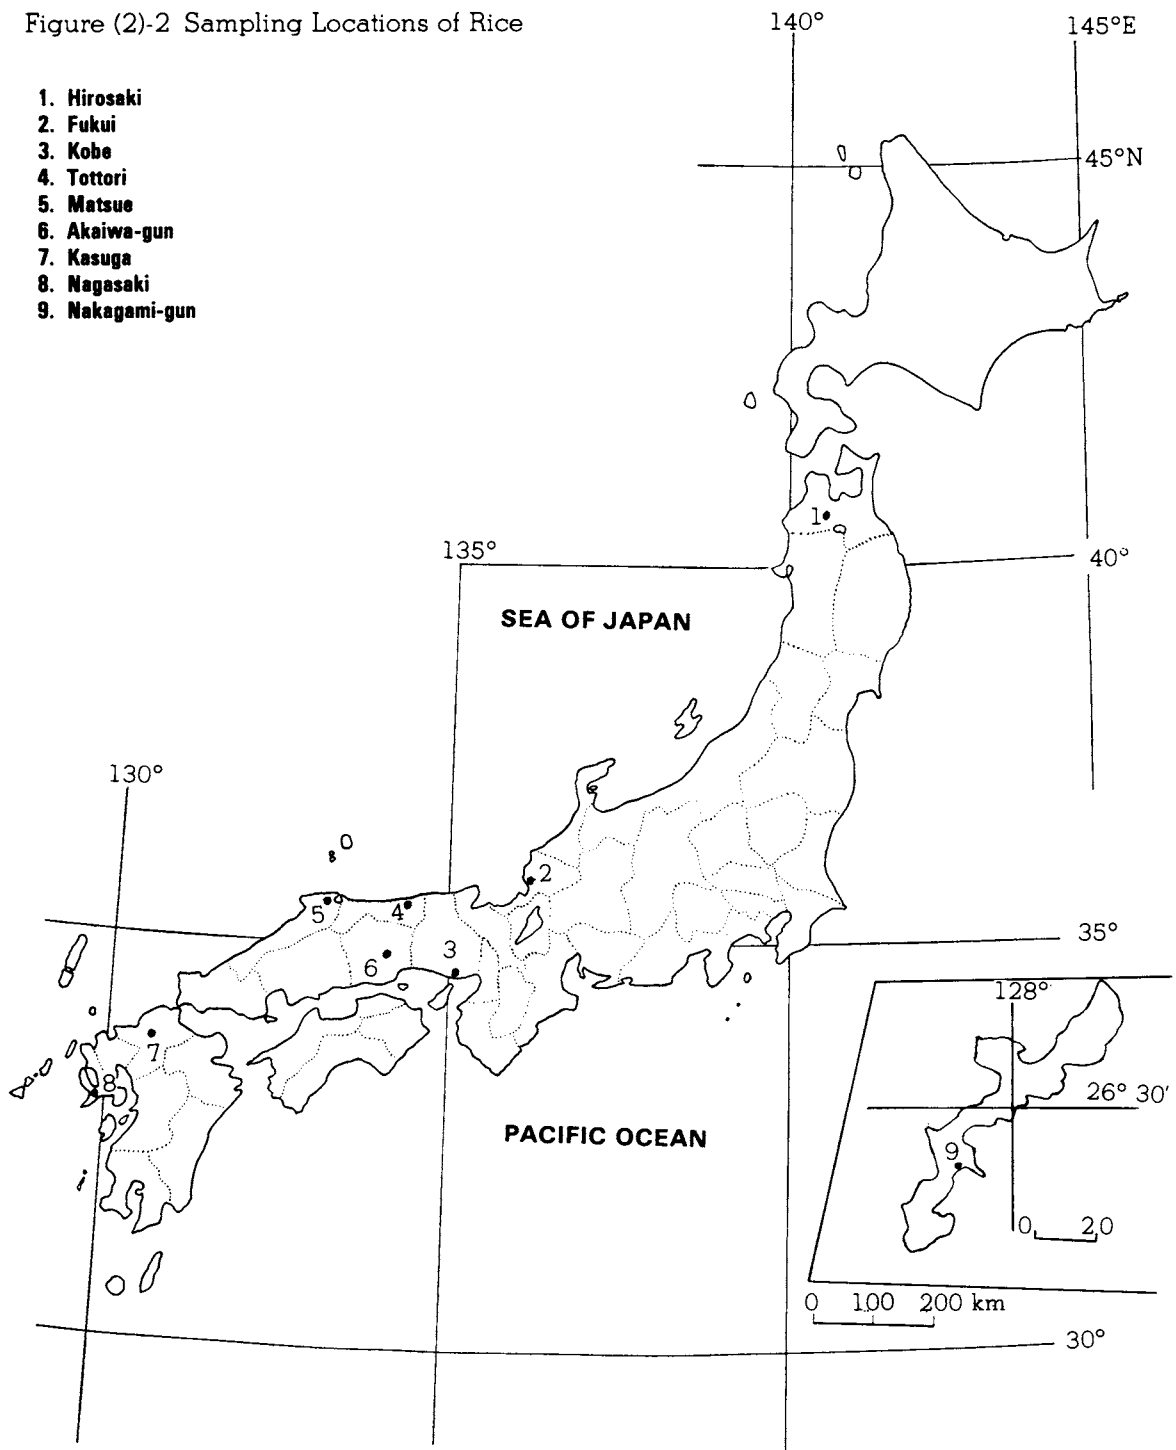 Figure (2)-2 Sampling Locations of Rice
1. Hirosaki
2. Fukui
3. Kobe
4. Tottori
5. Matsue
6. Akaiwa-gun
7. Kasuga
8. Nagasaki
9. Nakagami-gun
140°
145°E
45°N
1
135°
40°
SEA OF JAPAN
130°
2
5
4
3
6
35°
7
8
128°
26° 30'
PACIFIC OCEAN
9
0 20
0 100 200 km
30°